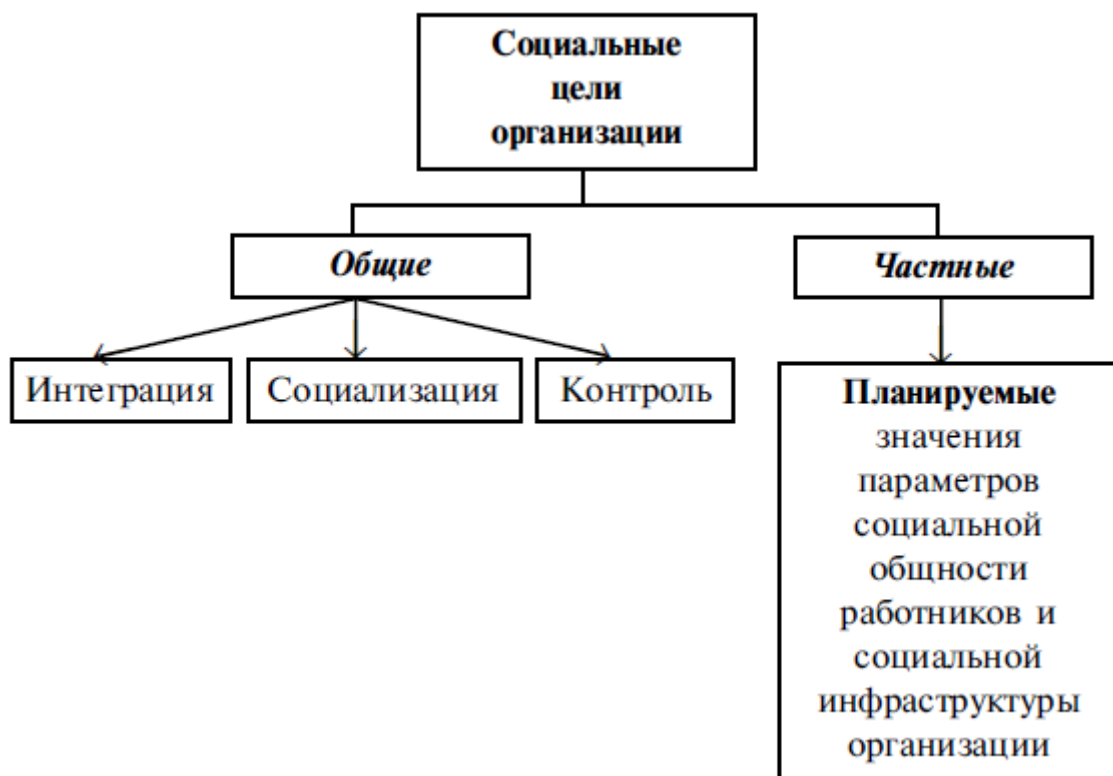 Социальные
цели
организации
Общие
Частные
Интеграция
Социализация
Контроль
Планируемые
значения
параметров
социальной
общности
работников и
социальной
инфраструктуры
организации